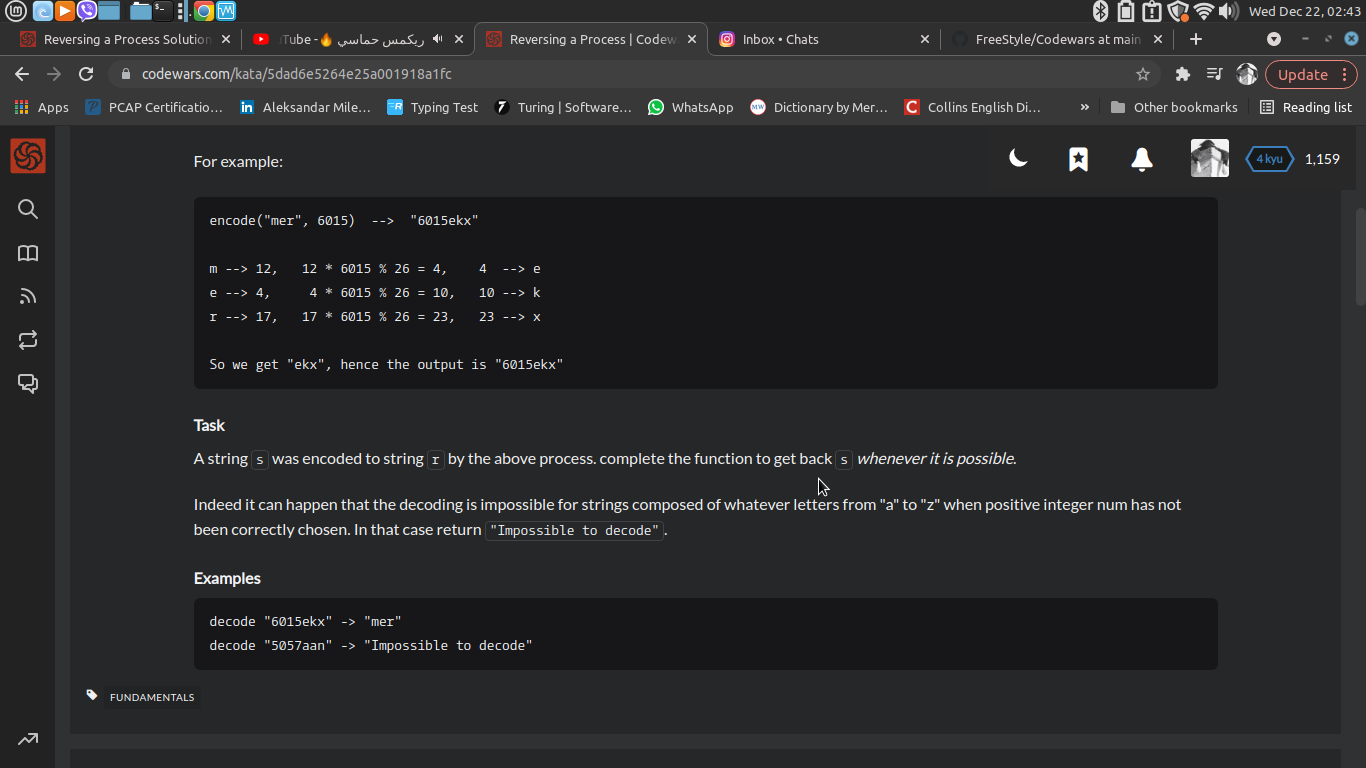 Wed Dec 22, 02:43
Reversing a Process Solution
Tube -🔥 ريكمس حماسي
Reversing a Process | Codew
Inbox • Chats
FreeStyle/Codewars at main
codewars.com/kata/5dad6e5264e25a001918a1fc
Update
Apps
PCAP Certificatio...
Aleksandar Mile...
Typing Test
Turing | Software...
WhatsApp
Dictionary by Mer...
Collins English Di...
»
Other bookmarks
Reading list
For example:
4 kyu
1,159
encode("mer", 6015) --> "6015ekx"
m --> 12, 12 * 6015 % 26 = 4, 4 --> e
e --> 4, 4 * 6015 % 26 = 10, 10 --> k
r --> 17, 17 * 6015 % 26 = 23, 23 --> x
So we get "ekx", hence the output is "6015ekx"
Task
A string s was encoded to string r by the above process. complete the function to get back s whenever it is possible.
Indeed it can happen that the decoding is impossible for strings composed of whatever letters from "a" to "z" when positive integer num has not
been correctly chosen. In that case return "Impossible to decode".
Examples
decode "6015ekx" -> "mer"
decode "5057aan" -> "Impossible to decode"
FUNDAMENTALS